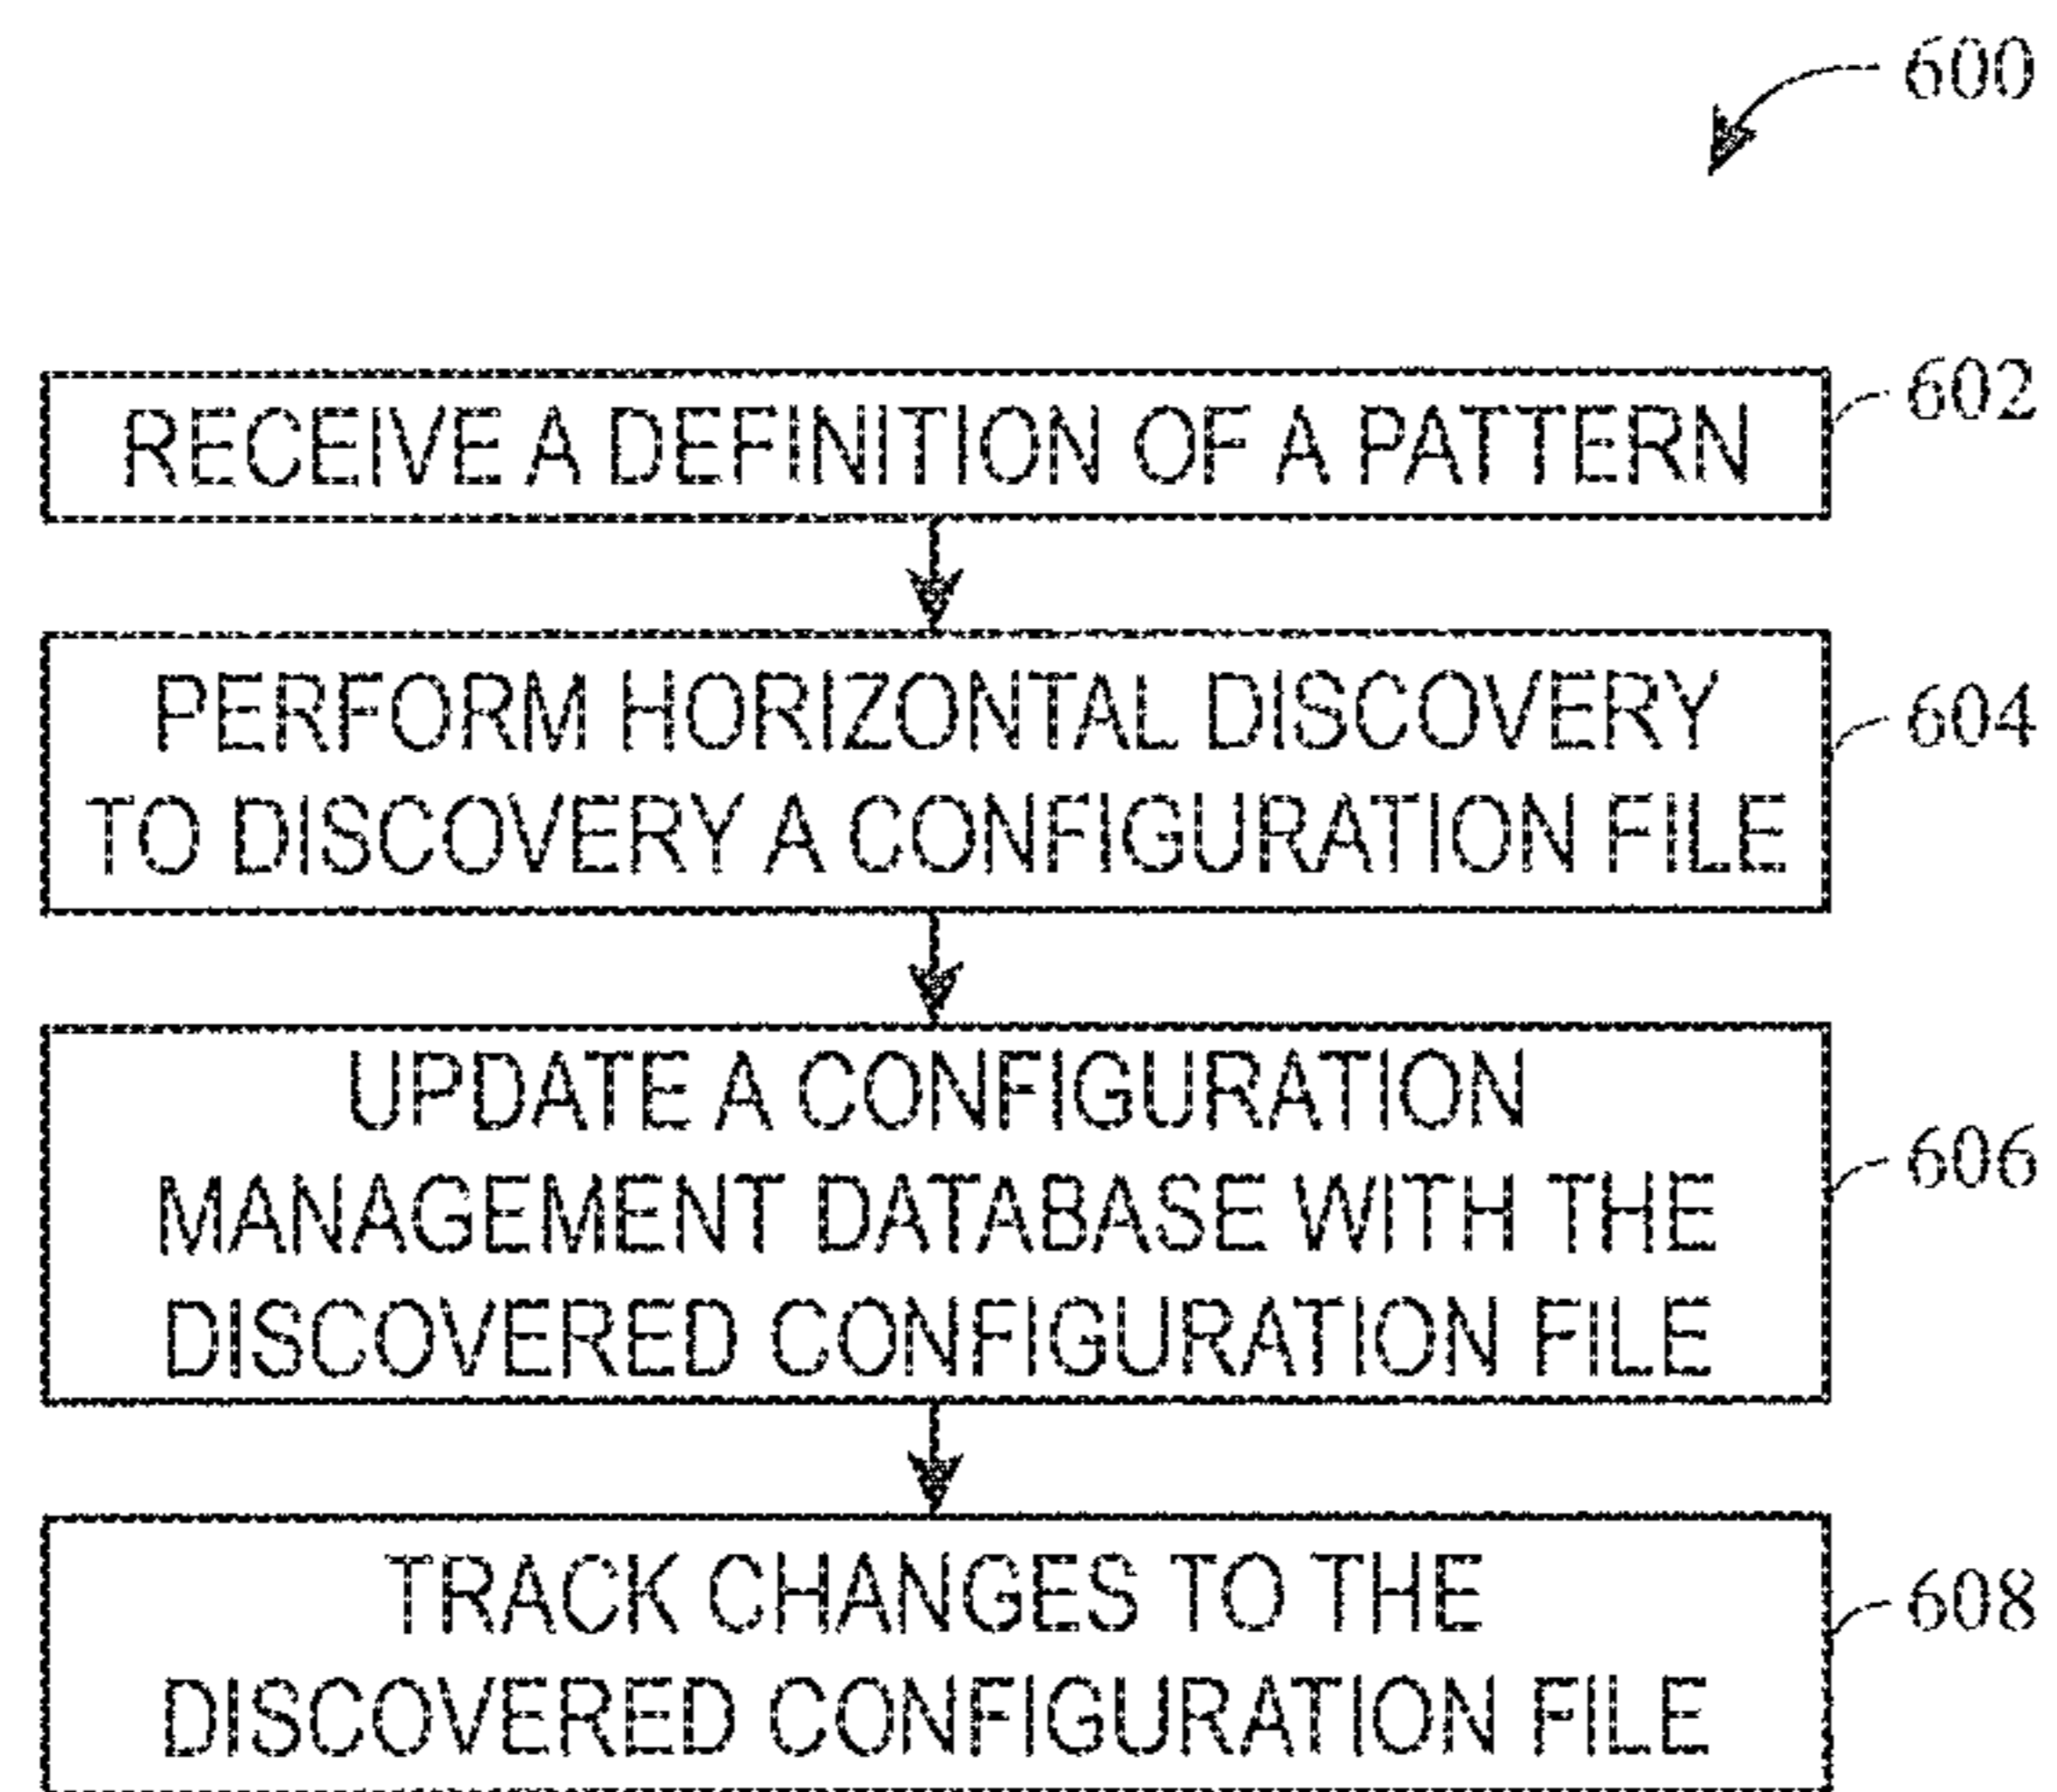 600
RECEIVE A DEFINITION OF A PATTERN
602
PERFORM HORIZONTAL DISCOVERY
TO DISCOVERY A CONFIGURATION FILE
604
UPDATE A CONFIGURATION
MANAGEMENT DATABASE WITH THE
DISCOVERED CONFIGURATION FILE
606
TRACK CHANGES TO THE
DISCOVERED CONFIGURATION FILE
608